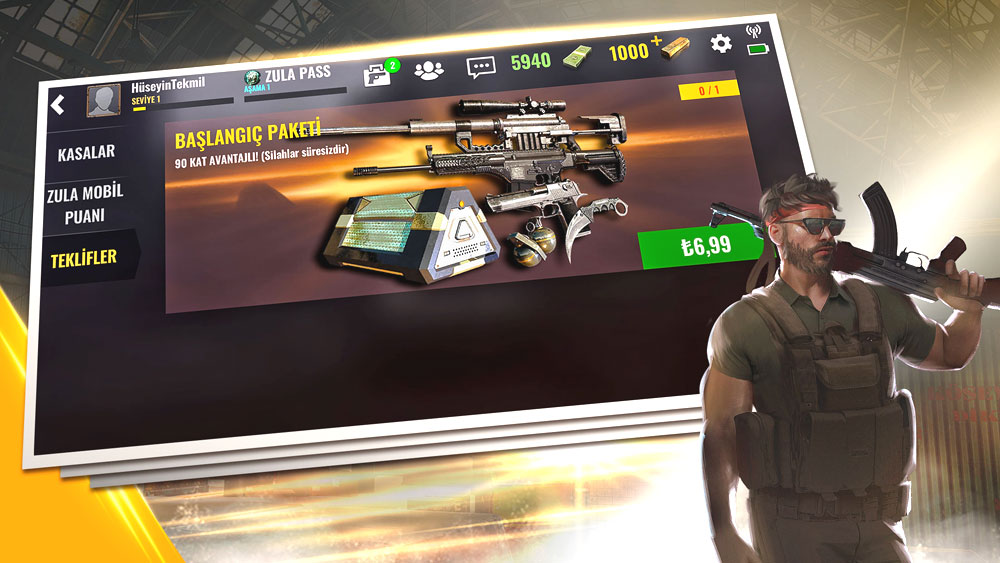 HüseyinTekmil
SEVİYE 1
ZULA PASS
AŞAMA 1
2
5940
1000
+
0 / 1
KASALAR
ZULA MOBİL
PUANI
TEKLİFLER
BAŞLANGIÇ PAKETİ
90 KAT AVANTAJLI! (Silahlar süresizdir)
₺6,99